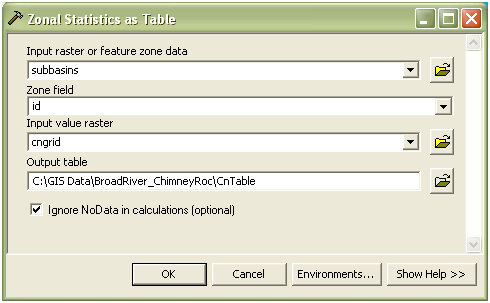 Zonal Statistics as Table
Input raster or feature zone data
subbasins
Zone field
id
Input value raster
cngrid
Output table
C:\GIS Data\BroadRiver_ChimneyRoc\CnTable
Ignore NoData in calculations (optional)
OK Cancel Environments... Show Help >>